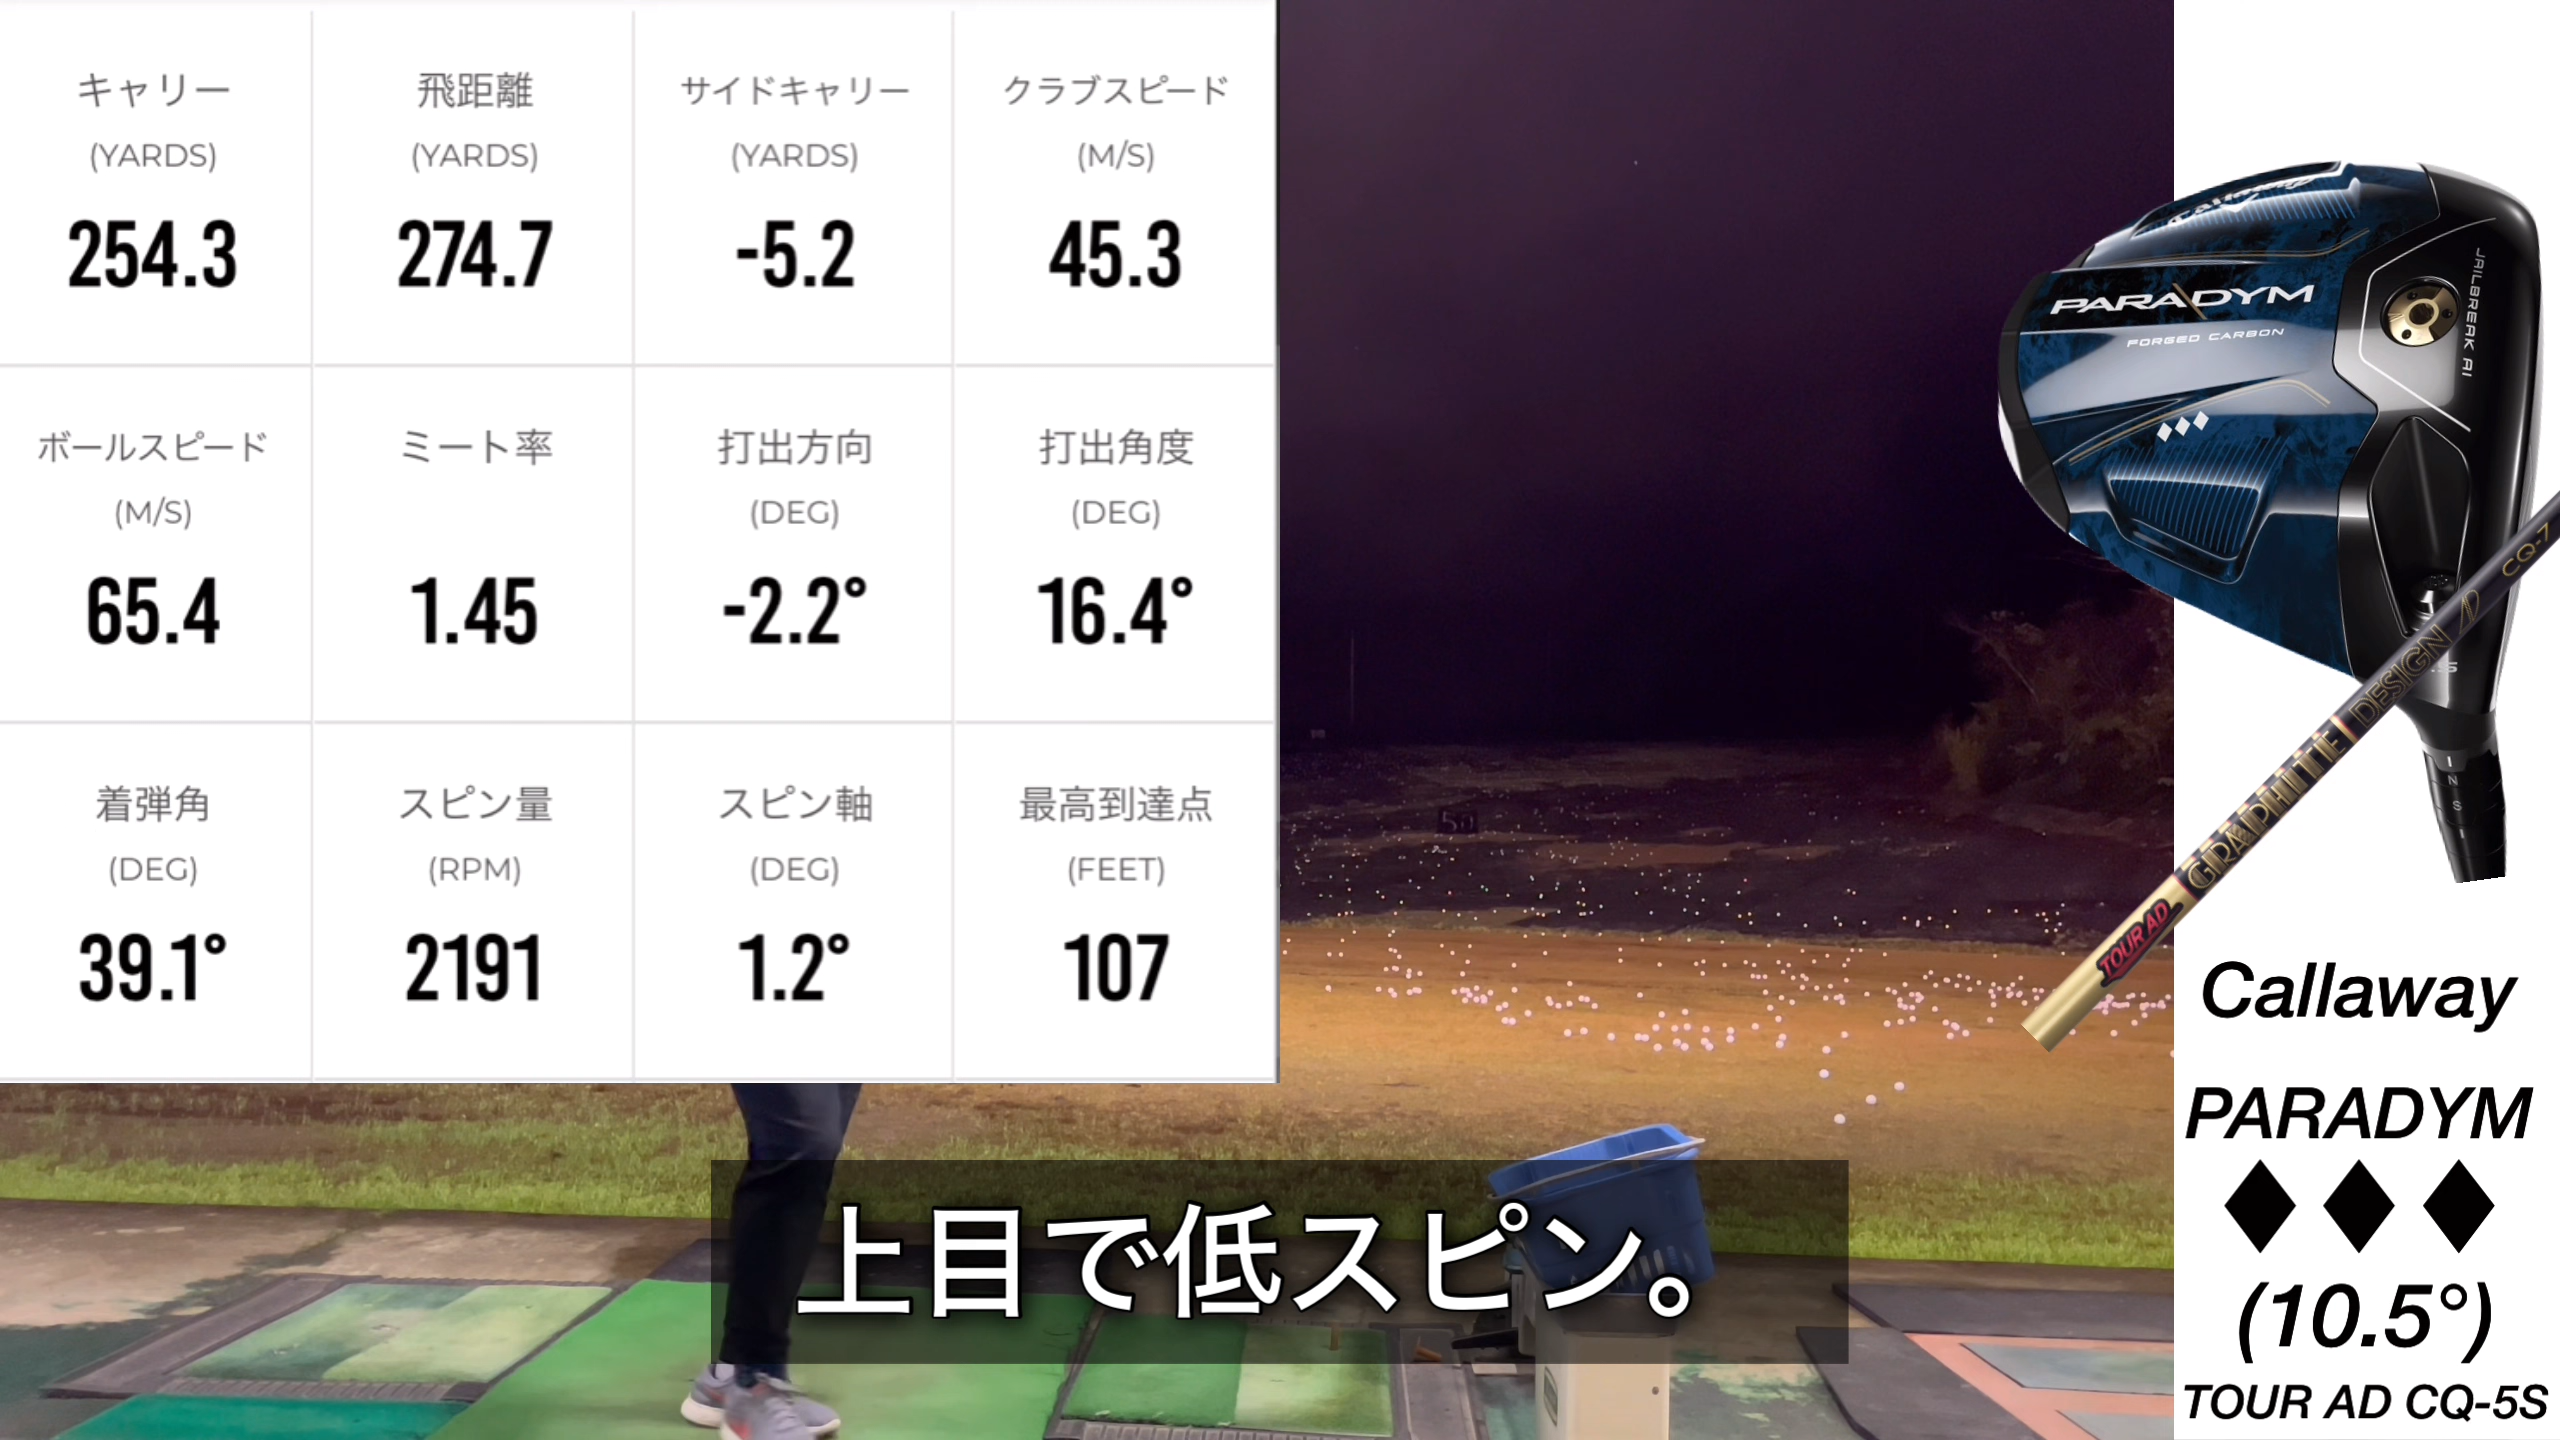 キャリー
(YARDS)
254.3
飛距離
(YARDS)
274.7
サイドキャリー
(YARDS)
-5.2
クラブスピード
(M/S)
45.3
ボールスピード
(M/S)
65.4
ミート率
1.45
打出方向
(DEG)
-2.2°
打出角度
(DEG)
16.4°
着弾角
(DEG)
39.1°
スピン量
(RPM)
2191
スピン軸
(DEG)
1.2°
最高到達点
(FEET)
107
50
上目で低スピン。
Callaway
PARADYM
FORGED CARBON
JAILBREAK AI
CQ-7
GRAPHITE DESIGN
TOUR AD
Callaway
PARADYM
♦♦♦
(10.5°)
TOUR AD CQ-5S